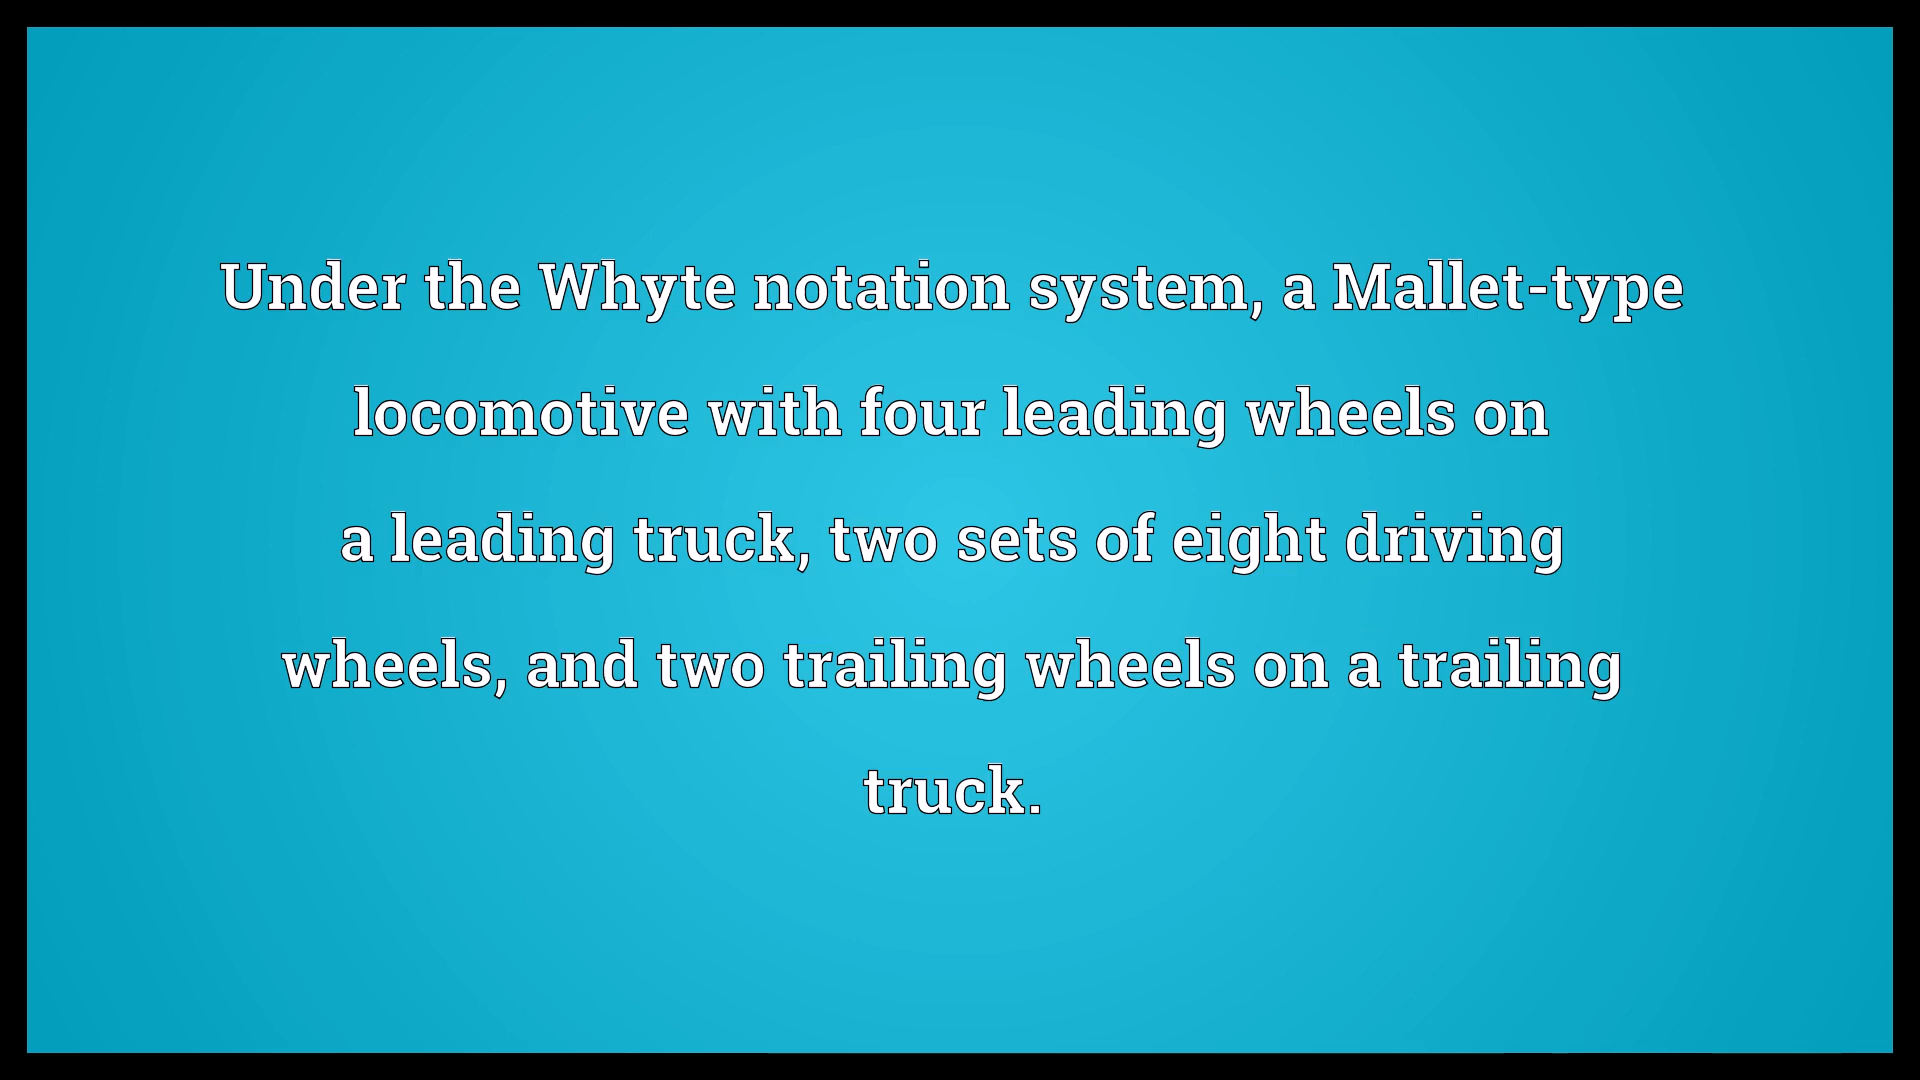 Under the Whyte notation system, a Mallet-type
locomotive with four leading wheels on
a leading truck, two sets of eight driving
wheels, and two trailing wheels on a trailing
truck.